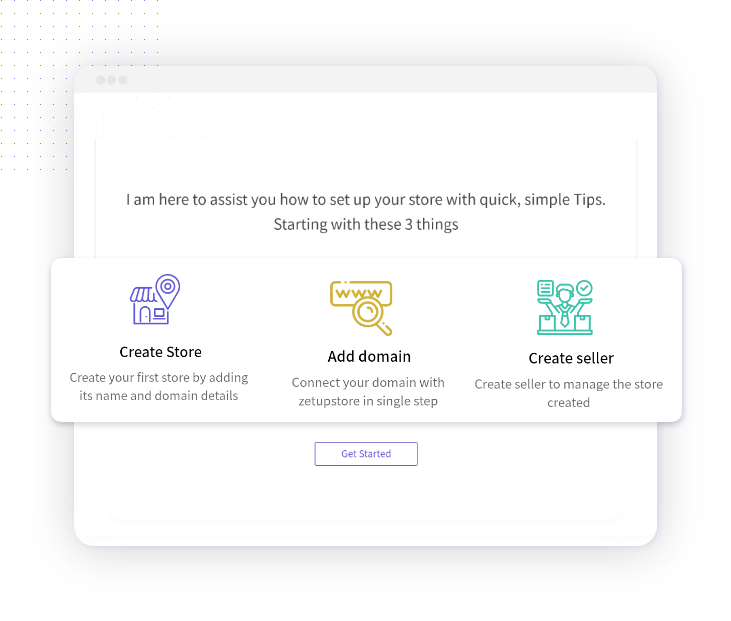 I am here to assist you how to set up your store with quick, simple Tips.
Starting with these 3 things
www
Create Store
Create your first store by adding
its name and domain details
Add domain
Connect your domain with
zetupstore in single step
Create seller
Create seller to manage the store
created
Get Started